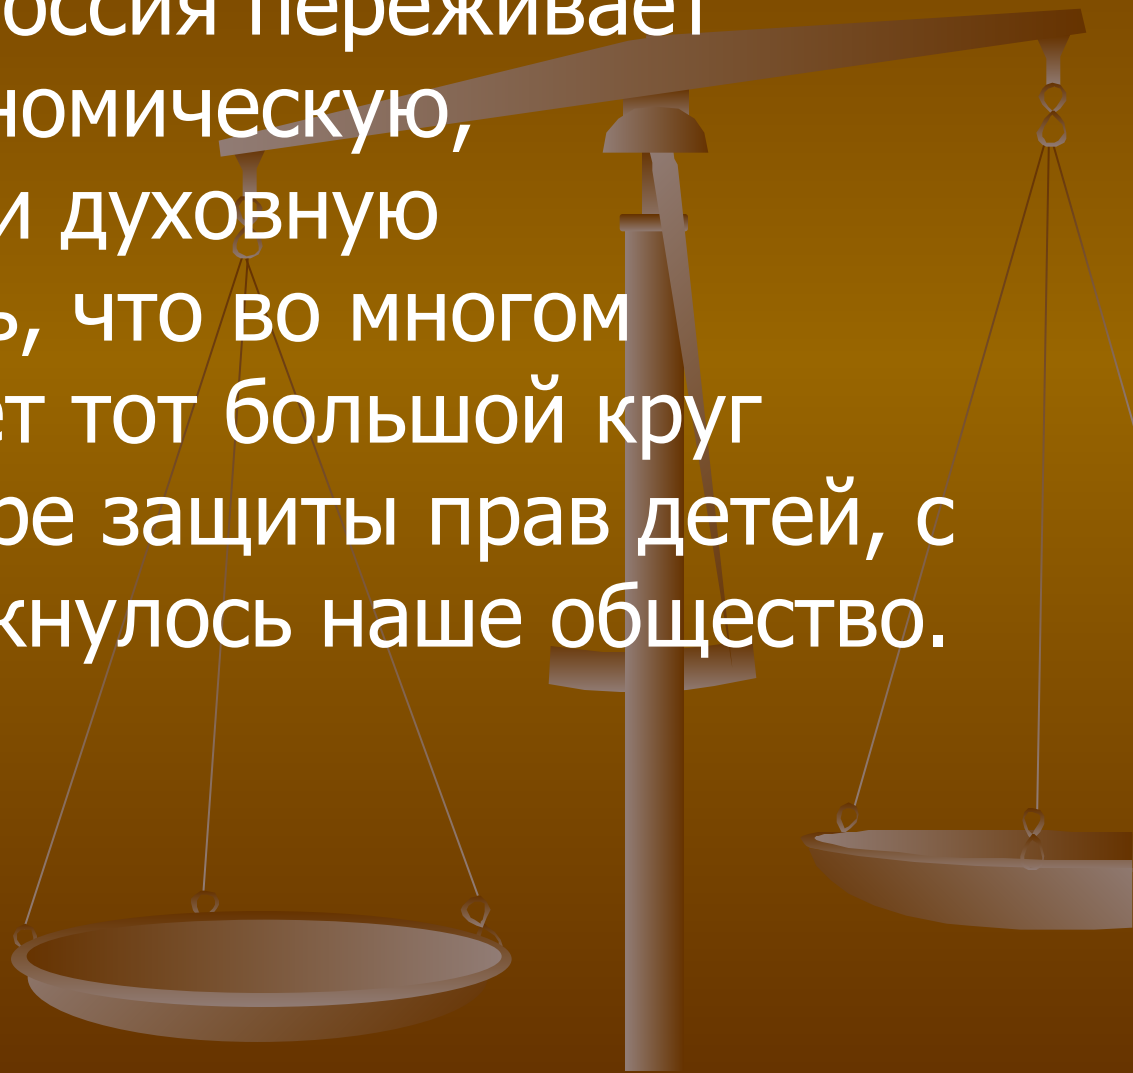 оссия переживает
номическую,
и духовную
ь, что во многом
ет тот большой круг
ре защиты прав детей, с
кнулось наше общество.